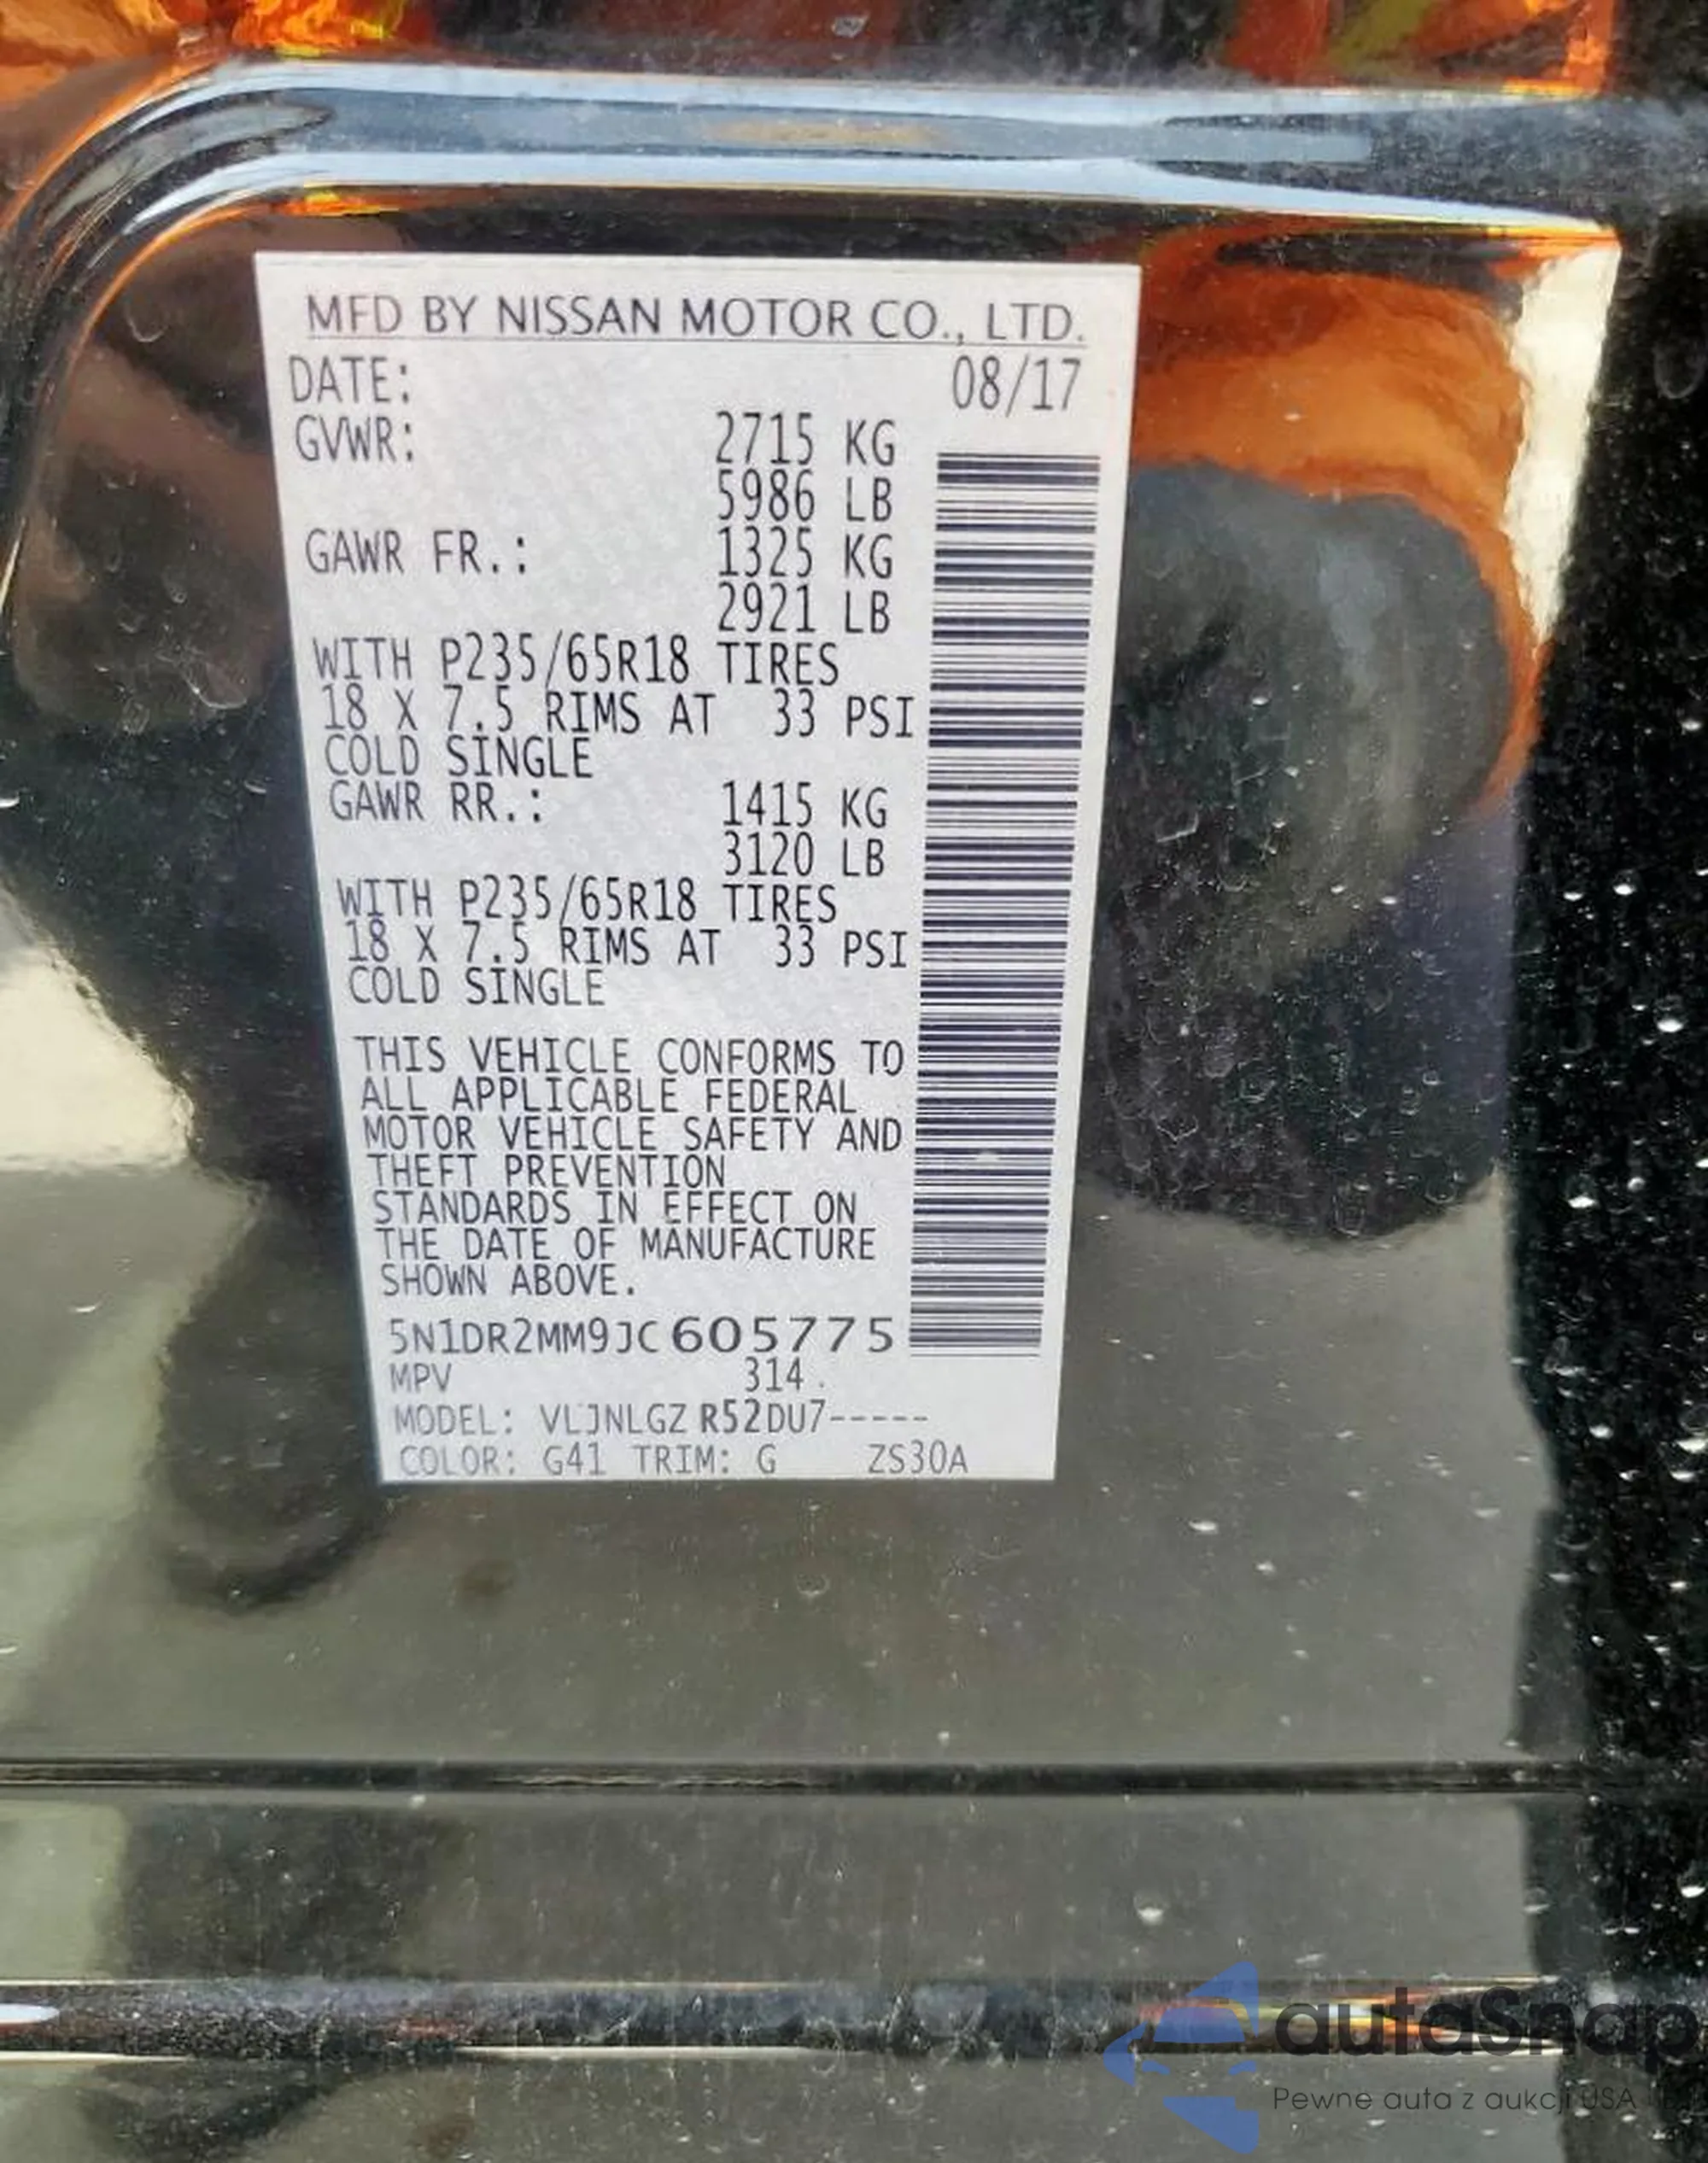 MFD BY NISSAN MOTOR CO., LTD.
DATE: 08/17
GVWR: 2715 KG
5986 LB
GAWR FR.: 1325 KG
2921 LB
WITH P235/65R18 TIRES
18 X 7.5 RIMS AT 33 PSI
COLD SINGLE
GAWR RR.: 1415 KG
3120 LB
WITH P235/65R18 TIRES
18 X 7.5 RIMS AT 33 PSI
COLD SINGLE
THIS VEHICLE CONFORMS TO
ALL APPLICABLE FEDERAL
MOTOR VEHICLE SAFETY AND
THEFT PREVENTION
STANDARDS IN EFFECT ON
THE DATE OF MANUFACTURE
SHOWN ABOVE.
5N1DR2MM9JC605775
MPV 314.
MODEL: VLJNLGZ R52DU7-----
COLOR: G41 TRIM: G ZS30A
autaSnap
Pewne auta z aukcji USA